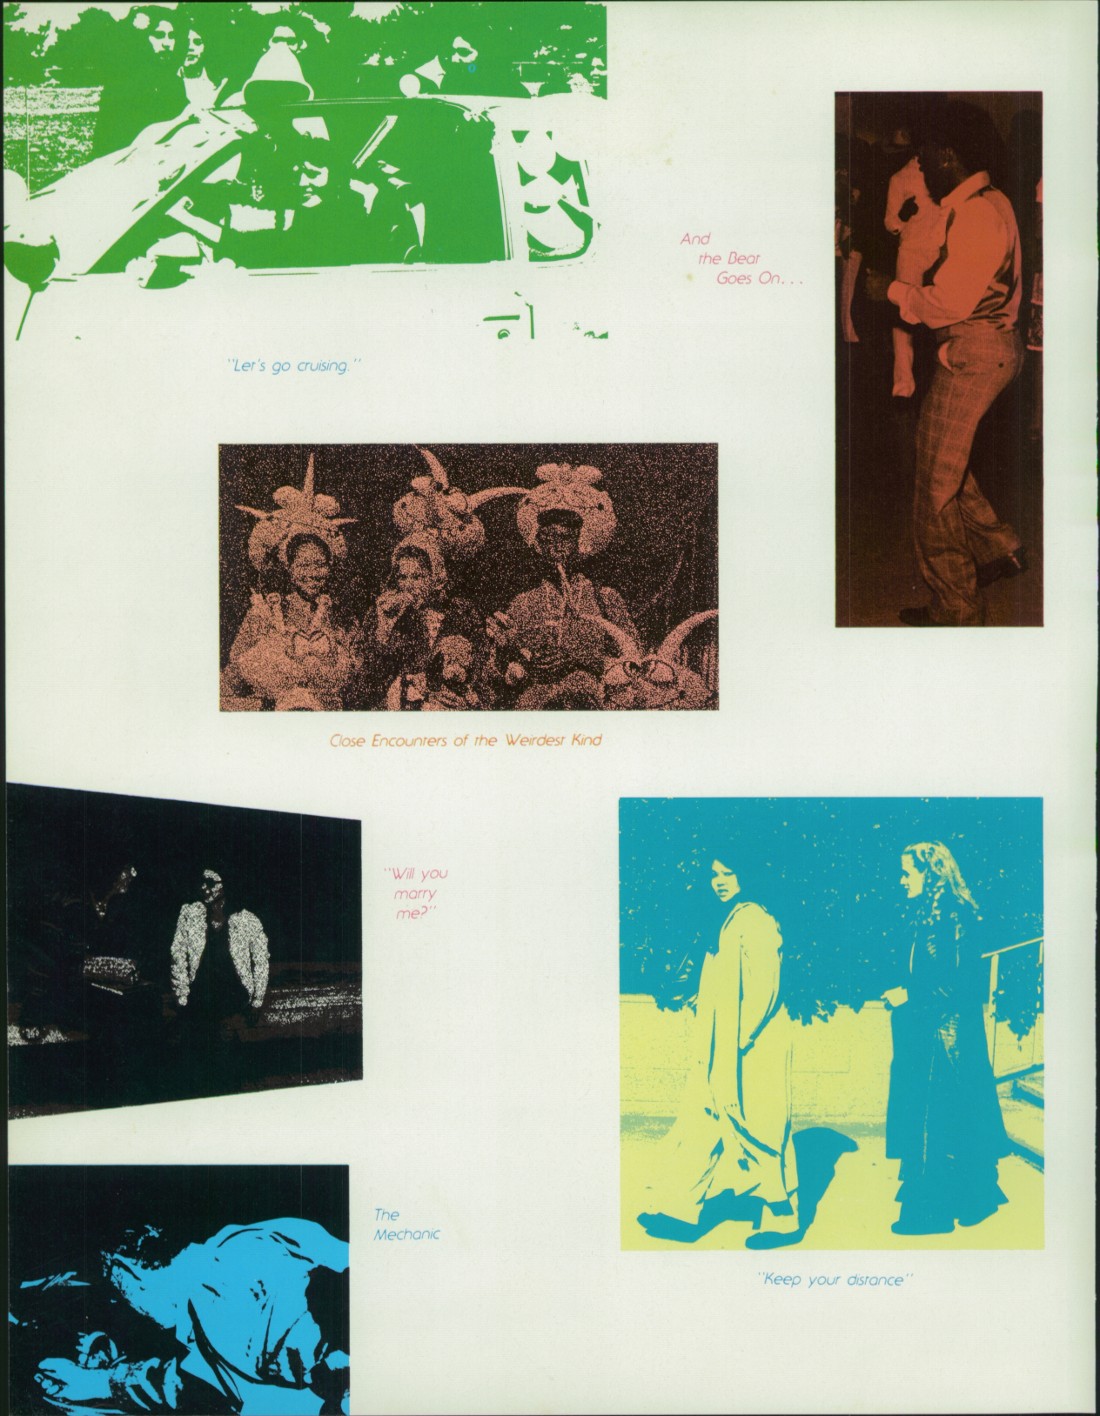 And
the Beat
Goes On...
"Let's go cruising."
Close Encounters of the Weirdest Kind
"Will you
marry
me?"
The
Mechanic
"Keep your distance"